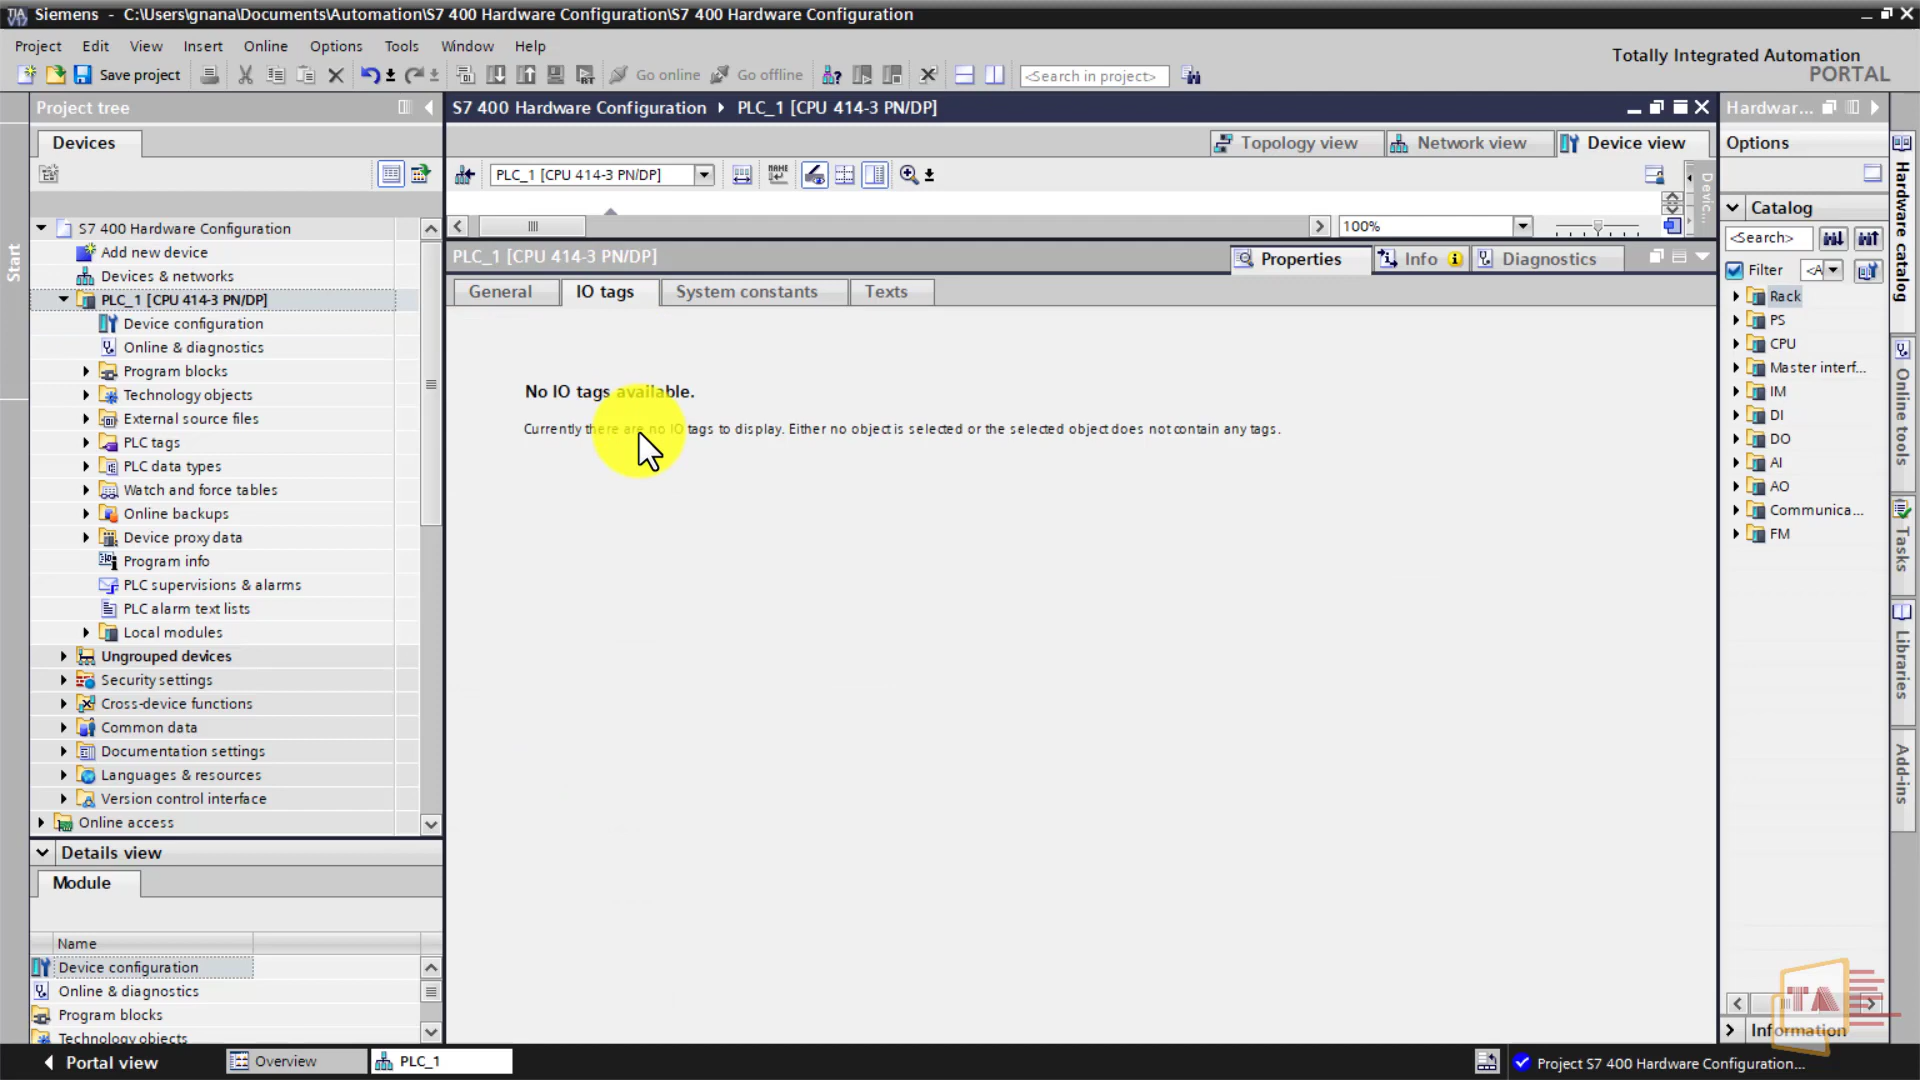 Siemens - C:\Users\gnana\Documents\Automation\S7 400 Hardware Configuration\S7 400 Hardware Configuration
Project Edit View Insert Online Options Tools Window Help
Totally Integrated Automation
PORTAL
Save project
Go online
Go offline
<Search in project>
Project tree
S7 400 Hardware Configuration PLC_1 [CPU 414-3 PN/DP]
Hardwar...
Devices
Topology view
Network view
Device view
Options
PLC_1 [CPU 414-3 PN/DP]
100%
Devic...
Catalog
<Search>
Filter
<A
S7 400 Hardware Configuration
Add new device
Devices & networks
PLC_1 [CPU 414-3 PN/DP]
Device configuration
Online & diagnostics
Program blocks
Technology objects
External source files
PLC tags
PLC data types
Watch and force tables
Online backups
Device proxy data
Program info
PLC supervisions & alarms
PLC alarm text lists
Local modules
Ungrouped devices
Security settings
Cross-device functions
Common data
Documentation settings
Languages & resources
Version control interface
Online access
PLC_1 [CPU 414-3 PN/DP]
Properties
Info
Diagnostics
General
IO tags
System constants
Texts
No IO tags available.
Currently there are no IO tags to display. Either no object is selected or the selected object does not contain any tags.
Rack
PS
CPU
Master interf...
IM
DI
DO
AI
AO
Communica...
FM
Information
Start
Hardware catalog
Online tools
Tasks
Libraries
Add-ins
Details view
Module
Name
Device configuration
Online & diagnostics
Program blocks
Technology objects
TAG
Portal view
Overview
PLC_1
Project S7 400 Hardware Configuration...